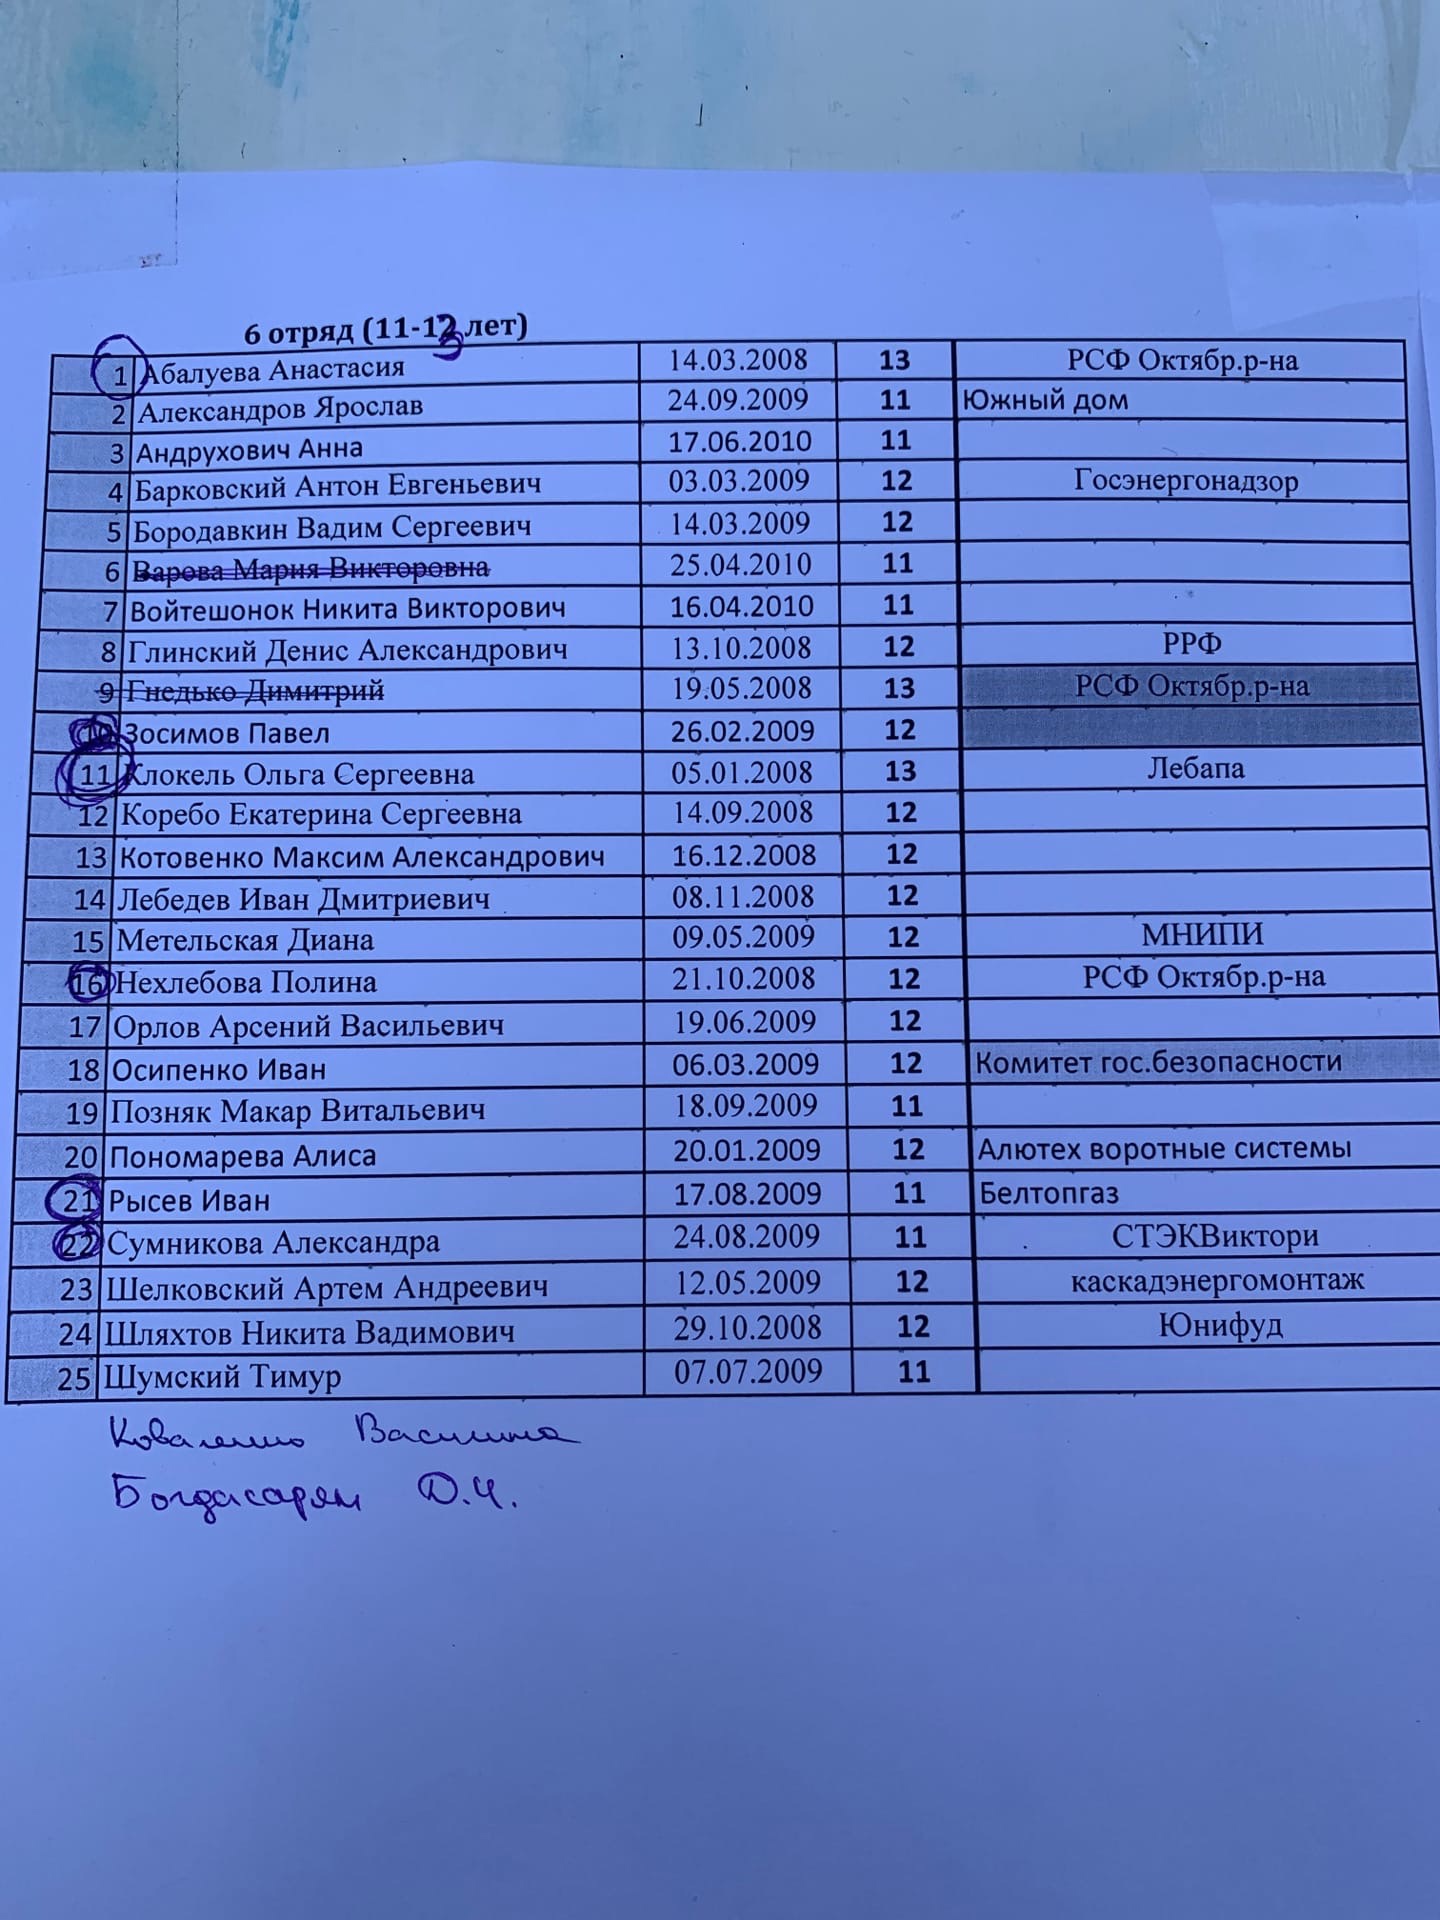 6 отряд (11-13 лет)
1 Абалуева Анастасия 14.03.2008 13 РСФ Октябр.р-на
2 Александров Ярослав 24.09.2009 11 Южный дом
3 Андрухович Анна 17.06.2010 11
4 Барковский Антон Евгеньевич 03.03.2009 12 Госэнергонадзор
5 Бородавкин Вадим Сергеевич 14.03.2009 12
6 Варова Мария Викторовна 25.04.2010 11
7 Войтешонок Никита Викторович 16.04.2010 11
8 Глинский Денис Александрович 13.10.2008 12 РРФ
9 Гнедько Димитрий 19.05.2008 13 РСФ Октябр.р-на
10 Зосимов Павел 26.02.2009 12
11 Клокель Ольга Сергеевна 05.01.2008 13 Лебапа
12 Коребо Екатерина Сергеевна 14.09.2008 12
13 Котовенко Максим Александрович 16.12.2008 12
14 Лебедев Иван Дмитриевич 08.11.2008 12
15 Метельская Диана 09.05.2009 12 МНИПИ
16 Нехлебова Полина 21.10.2008 12 РСФ Октябр.р-на
17 Орлов Арсений Васильевич 19.06.2009 12
18 Осипенко Иван 06.03.2009 12 Комитет гос.безопасности
19 Позняк Макар Витальевич 18.09.2009 11
20 Пономарева Алиса 20.01.2009 12 Алютех воротные системы
21 Рысев Иван 17.08.2009 11 Белтопгаз
22 Сумникова Александра 24.08.2009 11 СТЭКВиктори
23 Шелковский Артем Андреевич 12.05.2009 12 каскадэнергомонтаж
24 Шляхтов Никита Вадимович 29.10.2008 12 Юнифуд
25 Шумский Тимур 07.07.2009 11
Коваленко Василина
Богдасарян Д.Ч.